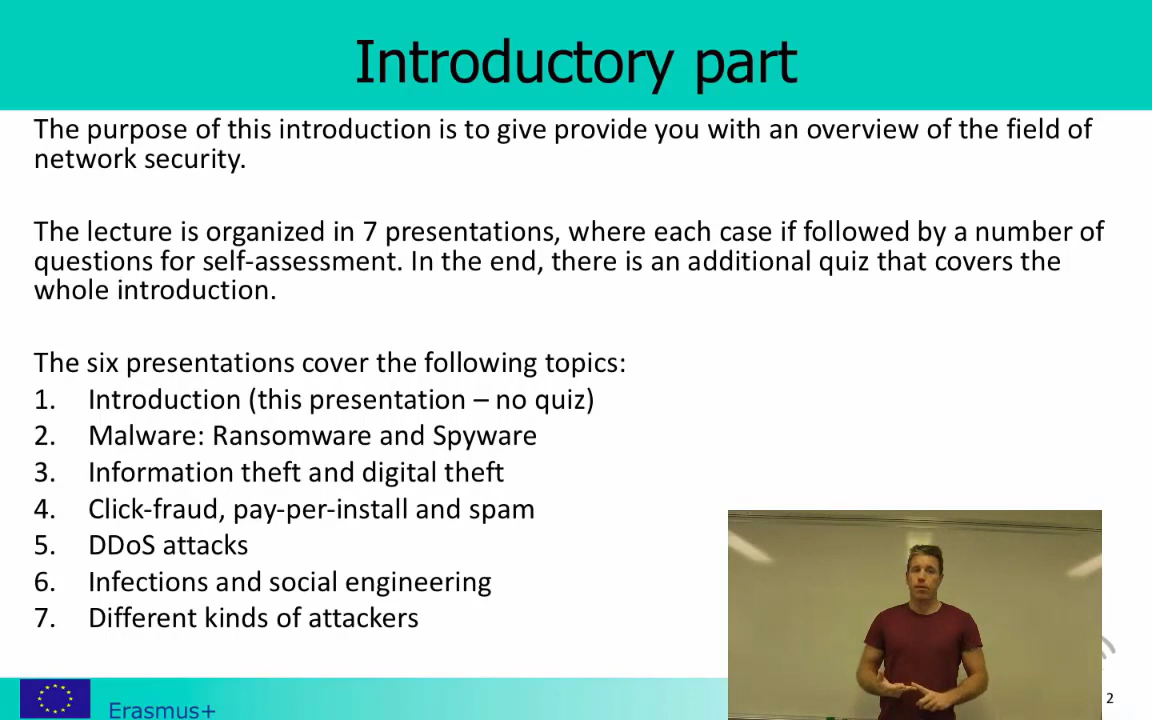 Introductory part
The purpose of this introduction is to give provide you with an overview of the field of
network security.
The lecture is organized in 7 presentations, where each case if followed by a number of
questions for self-assessment. In the end, there is an additional quiz that covers the
whole introduction.
The six presentations cover the following topics:
1. Introduction (this presentation – no quiz)
2. Malware: Ransomware and Spyware
3. Information theft and digital theft
4. Click-fraud, pay-per-install and spam
5. DDoS attacks
6. Infections and social engineering
7. Different kinds of attackers
Erasmus+
2